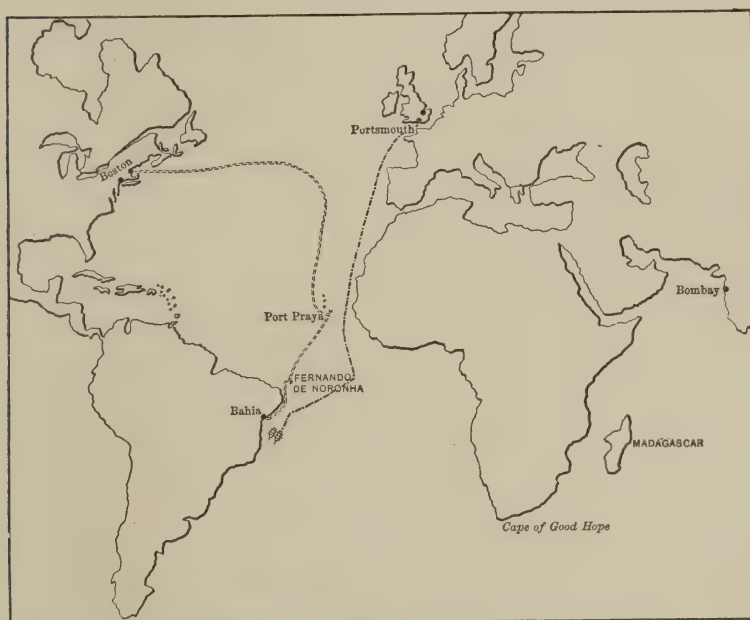 Portsmouth
Boston
Bombay
Port Praya
FERNANDO
DE NORONHA
Bahia
MADAGASCAR
Cape of Good Hope